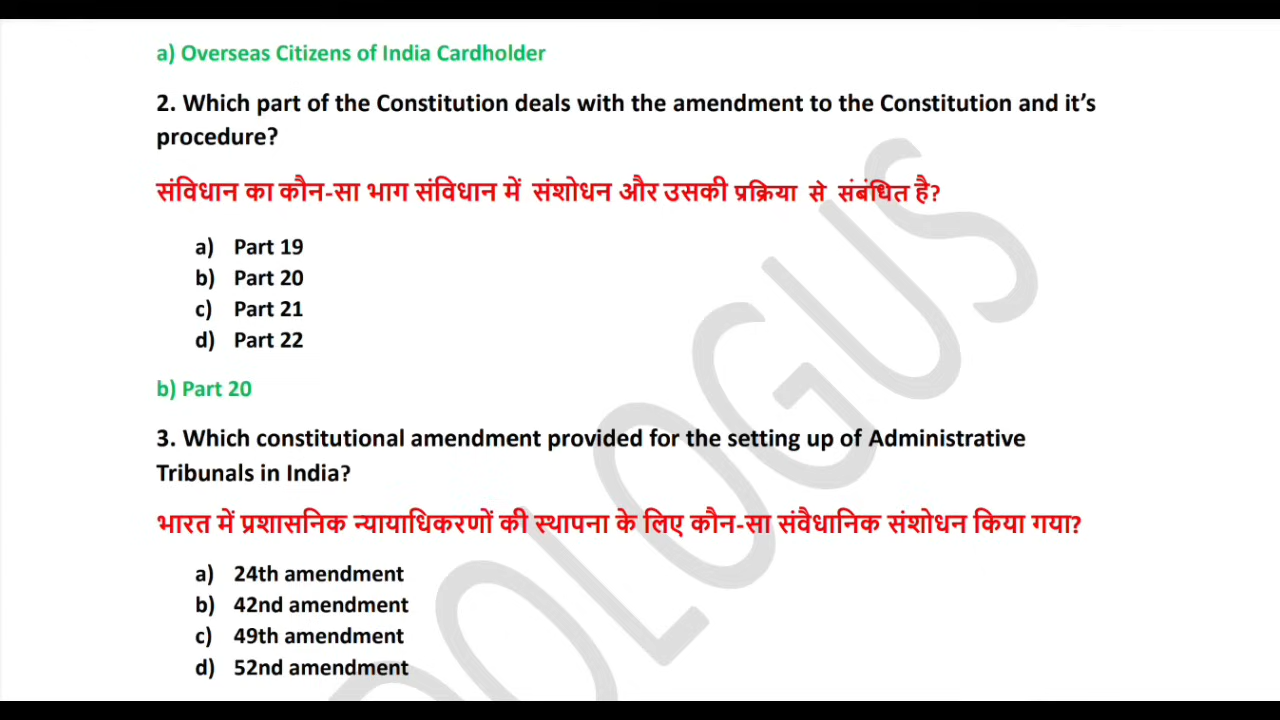 a) Overseas Citizens of India Cardholder
2. Which part of the Constitution deals with the amendment to the Constitution and it’s
procedure?
संविधान का कौन-सा भाग संविधान में संशोधन और उसकी प्रक्रिया से संबंधित है?
a) Part 19
b) Part 20
c) Part 21
d) Part 22
b) Part 20
3. Which constitutional amendment provided for the setting up of Administrative
Tribunals in India?
भारत में प्रशासनिक न्यायाधिकरणों की स्थापना के लिए कौन-सा संवैधानिक संशोधन किया गया?
a) 24th amendment
b) 42nd amendment
c) 49th amendment
d) 52nd amendment
OLOGUS